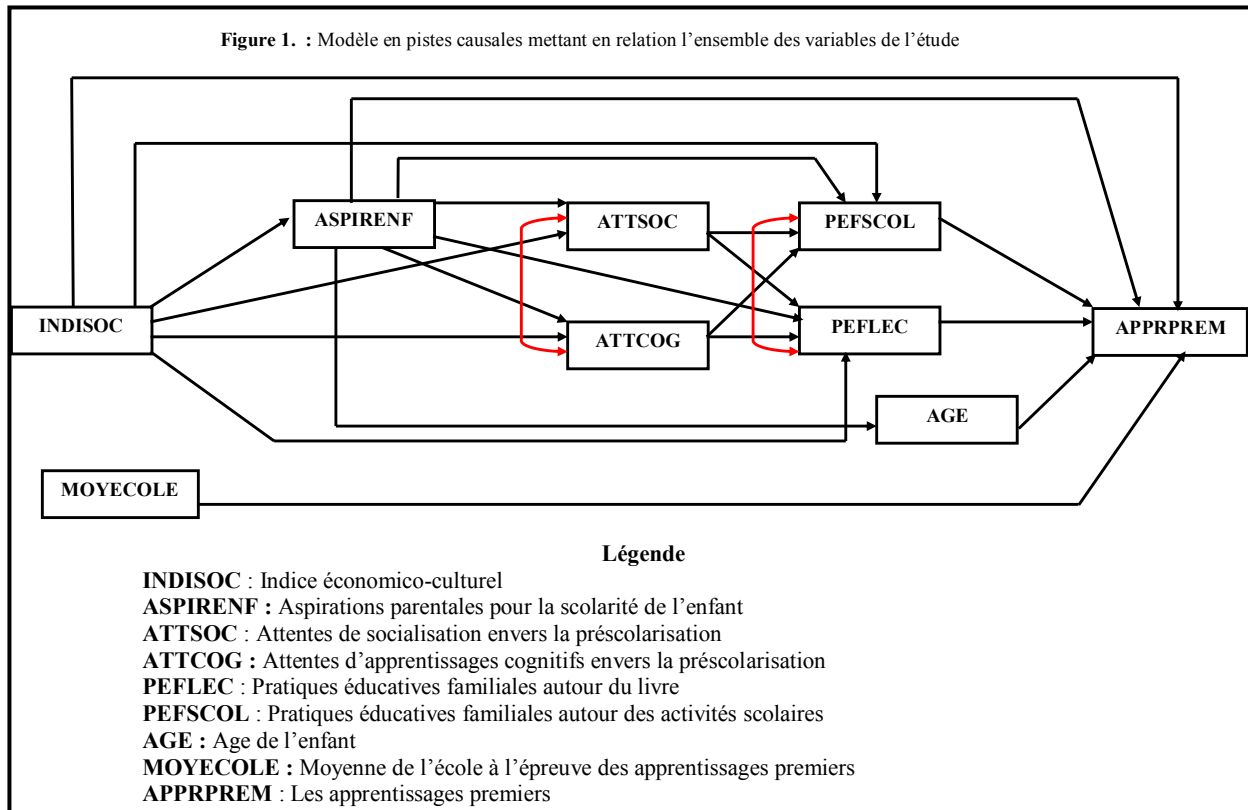 Figure 1. : Modèle en pistes causales mettant en relation l’ensemble des variables de l’étude
ASPIRENF
ATTSOC
PEFSCOL
INDISOC
ATTCOG
PEFLEC
APPRPREM
AGE
MOYECOLE
Légende
INDISOC : Indice économico-culturel
ASPIRENF : Aspirations parentales pour la scolarité de l’enfant
ATTSOC : Attentes de socialisation envers la préscolarisation
ATTCOG : Attentes d’apprentissages cognitifs envers la préscolarisation
PEFLEC : Pratiques éducatives familiales autour du livre
PEFSCOL : Pratiques éducatives familiales autour des activités scolaires
AGE : Age de l’enfant
MOYECOLE : Moyenne de l’école à l’épreuve des apprentissages premiers
APPRPREM : Les apprentissages premiers